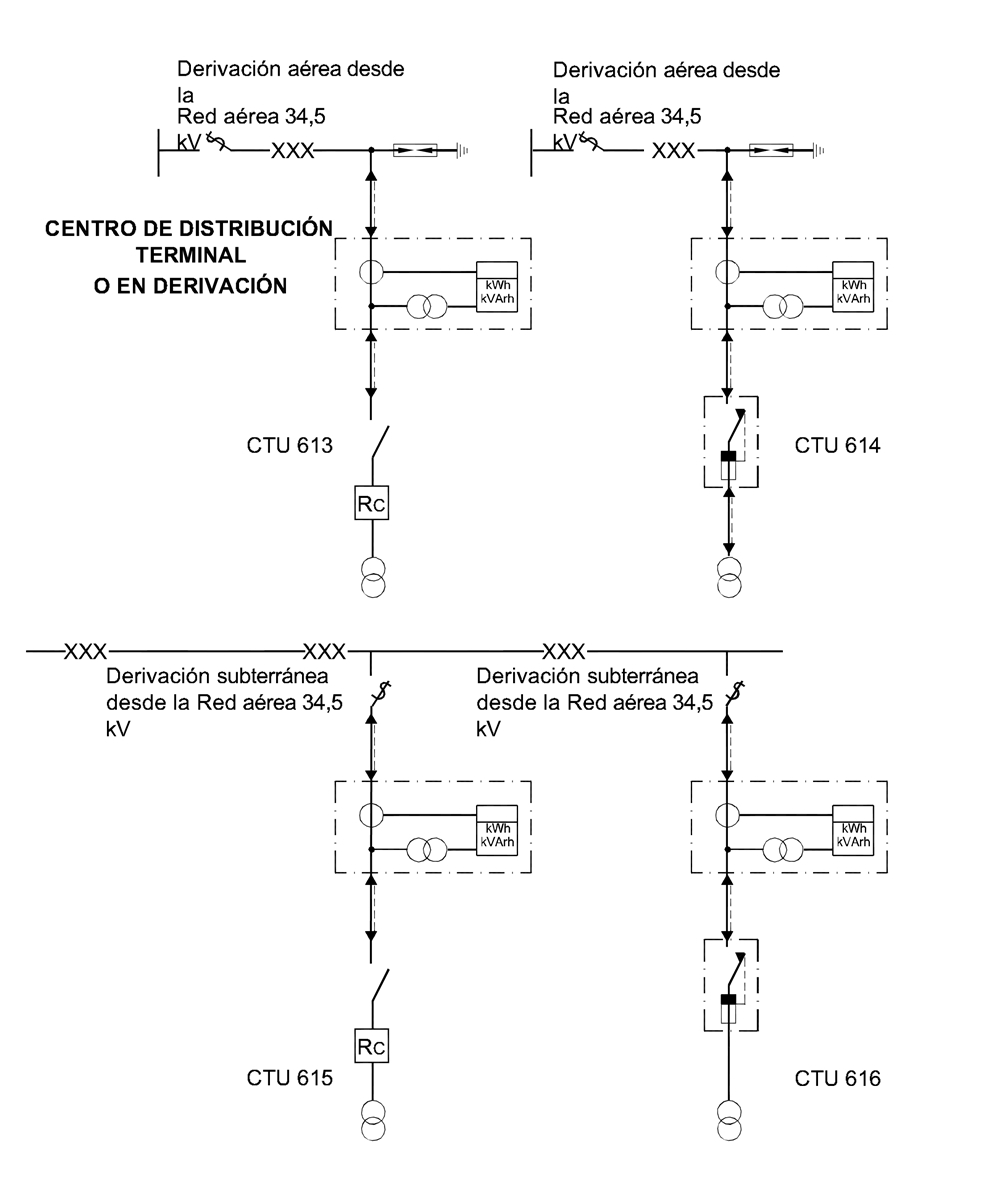 Derivación aérea desde
la
Red aérea 34,5
kV
XXX
Derivación aérea desde
la
Red aérea 34,5
kV
XXX
CENTRO DE DISTRIBUCIÓN
TERMINAL
O EN DERIVACIÓN
kWh
kVArh
kWh
kVArh
CTU 613
Rc
CTU 614
XXX
XXX
XXX
Derivación subterránea
desde la Red aérea 34,5
kV
Derivación subterránea
desde la Red aérea 34,5
kV
kWh
kVArh
kWh
kVArh
Rc
CTU 615
CTU 616